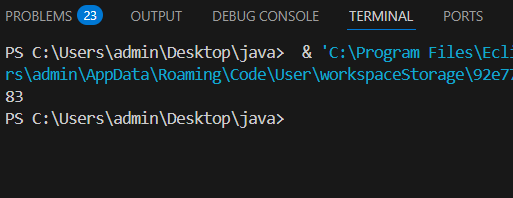 PROBLEMS 23 OUTPUT DEBUG CONSOLE TERMINAL PORTS
PS C:\Users\admin\Desktop\java>  & 'C:\Program Files\Ecli
rs\admin\AppData\Roaming\Code\User\workspaceStorage\92e77
83
PS C:\Users\admin\Desktop\java>